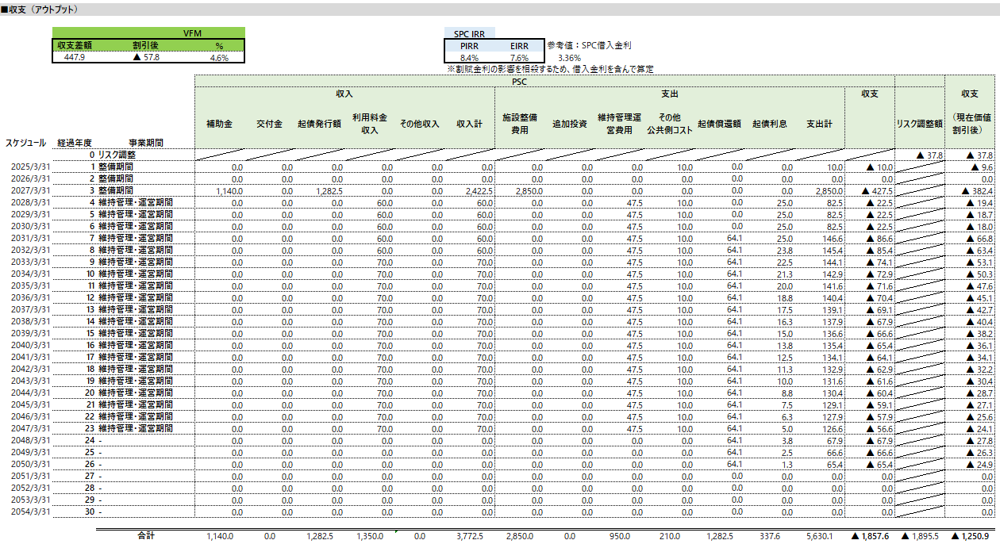 ■収支（アウトプット）
VFM SPC IRR
収支差額 割引後 % PIRR EIRR 参考値：SPC借入金利
447.9 ▲ 57.8 4.6% 8.4% 7.6% 3.36%
※割賦金利の影響を相殺するため、借入金利を含んで算定
PSC
収入 支出 収支 収支
補助金 交付金 起債発行額 利用料金収入 その他収入 収入計 施設整備費用 追加投資 維持管理運営費用 その他公共側コスト 起債償還額 起債利息 支出計 リスク調整額 （現在価値割引後）
スケジュール 経過年度 事業期間
0 リスク調整 ▲ 37.8 ▲ 37.8
2025/3/31 1 整備期間 0.0 0.0 0.0 0.0 0.0 0.0 0.0 0.0 0.0 10.0 0.0 0.0 10.0 ▲ 10.0 ▲ 9.6
2026/3/31 2 整備期間 0.0 0.0 0.0 0.0 0.0 0.0 0.0 0.0 0.0 0.0 0.0 0.0 0.0 0.0 0.0
2027/3/31 3 整備期間 1,140.0 0.0 1,282.5 0.0 0.0 2,422.5 2,850.0 0.0 0.0 0.0 0.0 0.0 2,850.0 ▲ 427.5 ▲ 382.4
2028/3/31 4 維持管理・運営期間 0.0 0.0 0.0 60.0 0.0 60.0 0.0 0.0 47.5 10.0 0.0 25.0 82.5 ▲ 22.5 ▲ 19.4
2029/3/31 5 維持管理・運営期間 0.0 0.0 0.0 60.0 0.0 60.0 0.0 0.0 47.5 10.0 0.0 25.0 82.5 ▲ 22.5 ▲ 18.7
2030/3/31 6 維持管理・運営期間 0.0 0.0 0.0 60.0 0.0 60.0 0.0 0.0 47.5 10.0 0.0 25.0 82.5 ▲ 22.5 ▲ 18.0
2031/3/31 7 維持管理・運営期間 0.0 0.0 0.0 60.0 0.0 60.0 0.0 0.0 47.5 10.0 64.1 25.0 146.6 ▲ 86.6 ▲ 66.8
2032/3/31 8 維持管理・運営期間 0.0 0.0 0.0 60.0 0.0 60.0 0.0 0.0 47.5 10.0 64.1 23.8 145.4 ▲ 85.4 ▲ 63.4
2033/3/31 9 維持管理・運営期間 0.0 0.0 0.0 70.0 0.0 70.0 0.0 0.0 47.5 10.0 64.1 22.5 144.1 ▲ 74.1 ▲ 53.1
2034/3/31 10 維持管理・運営期間 0.0 0.0 0.0 70.0 0.0 70.0 0.0 0.0 47.5 10.0 64.1 21.3 142.9 ▲ 72.9 ▲ 50.3
2035/3/31 11 維持管理・運営期間 0.0 0.0 0.0 70.0 0.0 70.0 0.0 0.0 47.5 10.0 64.1 20.0 141.6 ▲ 71.6 ▲ 47.6
2036/3/31 12 維持管理・運営期間 0.0 0.0 0.0 70.0 0.0 70.0 0.0 0.0 47.5 10.0 64.1 18.8 140.4 ▲ 70.4 ▲ 45.1
2037/3/31 13 維持管理・運営期間 0.0 0.0 0.0 70.0 0.0 70.0 0.0 0.0 47.5 10.0 64.1 17.5 139.1 ▲ 69.1 ▲ 42.7
2038/3/31 14 維持管理・運営期間 0.0 0.0 0.0 70.0 0.0 70.0 0.0 0.0 47.5 10.0 64.1 16.3 137.9 ▲ 67.9 ▲ 40.4
2039/3/31 15 維持管理・運営期間 0.0 0.0 0.0 70.0 0.0 70.0 0.0 0.0 47.5 10.0 64.1 15.0 136.6 ▲ 66.6 ▲ 38.2
2040/3/31 16 維持管理・運営期間 0.0 0.0 0.0 70.0 0.0 70.0 0.0 0.0 47.5 10.0 64.1 13.8 135.4 ▲ 65.4 ▲ 36.1
2041/3/31 17 維持管理・運営期間 0.0 0.0 0.0 70.0 0.0 70.0 0.0 0.0 47.5 10.0 64.1 12.5 134.1 ▲ 64.1 ▲ 34.1
2042/3/31 18 維持管理・運営期間 0.0 0.0 0.0 70.0 0.0 70.0 0.0 0.0 47.5 10.0 64.1 11.3 132.9 ▲ 62.9 ▲ 32.2
2043/3/31 19 維持管理・運営期間 0.0 0.0 0.0 70.0 0.0 70.0 0.0 0.0 47.5 10.0 64.1 10.0 131.6 ▲ 61.6 ▲ 30.4
2044/3/31 20 維持管理・運営期間 0.0 0.0 0.0 70.0 0.0 70.0 0.0 0.0 47.5 10.0 64.1 8.8 130.4 ▲ 60.4 ▲ 28.7
2045/3/31 21 維持管理・運営期間 0.0 0.0 0.0 70.0 0.0 70.0 0.0 0.0 47.5 10.0 64.1 7.5 129.1 ▲ 59.1 ▲ 27.1
2046/3/31 22 維持管理・運営期間 0.0 0.0 0.0 70.0 0.0 70.0 0.0 0.0 47.5 10.0 64.1 6.3 127.9 ▲ 57.9 ▲ 25.6
2047/3/31 23 維持管理・運営期間 0.0 0.0 0.0 70.0 0.0 70.0 0.0 0.0 47.5 10.0 64.1 5.0 126.6 ▲ 56.6 ▲ 24.1
2048/3/31 24 - 0.0 0.0 0.0 0.0 0.0 0.0 0.0 0.0 0.0 0.0 64.1 3.8 67.9 ▲ 67.9 ▲ 27.8
2049/3/31 25 - 0.0 0.0 0.0 0.0 0.0 0.0 0.0 0.0 0.0 0.0 64.1 2.5 66.6 ▲ 66.6 ▲ 26.3
2050/3/31 26 - 0.0 0.0 0.0 0.0 0.0 0.0 0.0 0.0 0.0 0.0 64.1 1.3 65.4 ▲ 65.4 ▲ 24.9
2051/3/31 27 - 0.0 0.0 0.0 0.0 0.0 0.0 0.0 0.0 0.0 0.0 0.0 0.0 0.0 0.0 0.0
2052/3/31 28 - 0.0 0.0 0.0 0.0 0.0 0.0 0.0 0.0 0.0 0.0 0.0 0.0 0.0 0.0 0.0
2053/3/31 29 - 0.0 0.0 0.0 0.0 0.0 0.0 0.0 0.0 0.0 0.0 0.0 0.0 0.0 0.0 0.0
2054/3/31 30 - 0.0 0.0 0.0 0.0 0.0 0.0 0.0 0.0 0.0 0.0 0.0 0.0 0.0 0.0 0.0
合計 1,140.0 0.0 1,282.5 1,350.0 0.0 3,772.5 2,850.0 0.0 950.0 210.0 1,282.5 337.6 5,630.1 ▲ 1,857.6 ▲ 1,895.5 ▲ 1,250.9